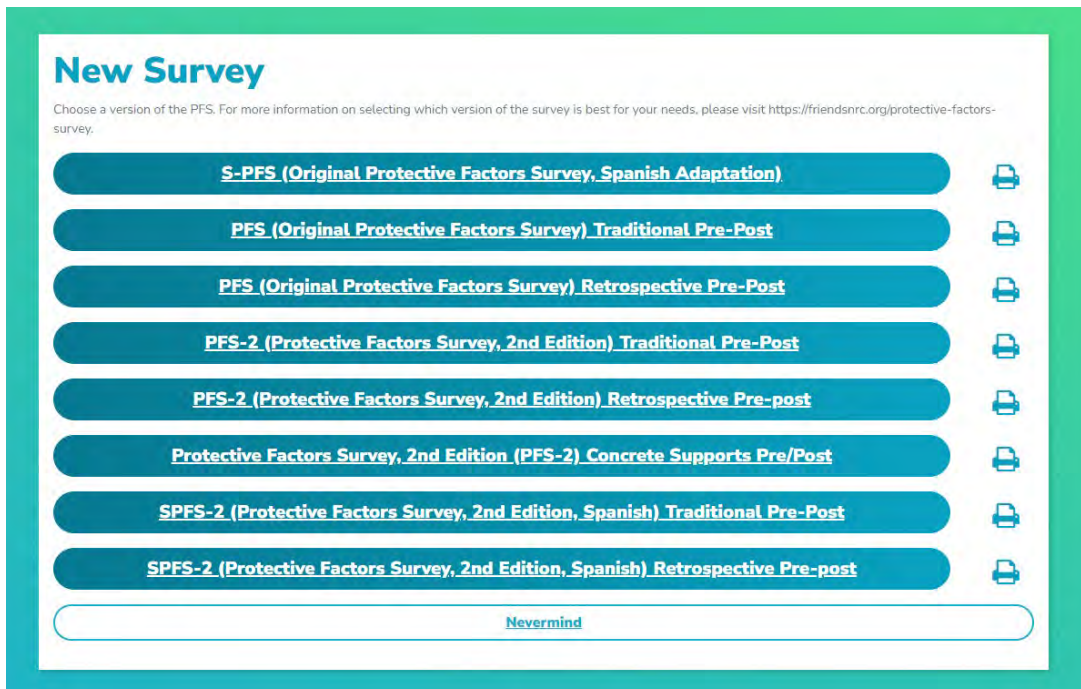 New Survey
Choose a version of the PFS. For more information on selecting which version of the survey is best for your needs, please visit https://friendsnrc.org/protective-factors-
survey.
S-PFS (Original Protective Factors Survey, Spanish Adaptation)
PFS (Original Protective Factors Survey) Traditional Pre-Post
PFS (Original Protective Factors Survey) Retrospective Pre-Post
PFS-2 (Protective Factors Survey, 2nd Edition) Traditional Pre-Post
PFS-2 (Protective Factors Survey, 2nd Edition) Retrospective Pre-post
Protective Factors Survey, 2nd Edition (PFS-2) Concrete Supports Pre/Post
SPFS-2 (Protective Factors Survey, 2nd Edition, Spanish) Traditional Pre-Post
SPFS-2 (Protective Factors Survey, 2nd Edition, Spanish) Retrospective Pre-post
Nevermind